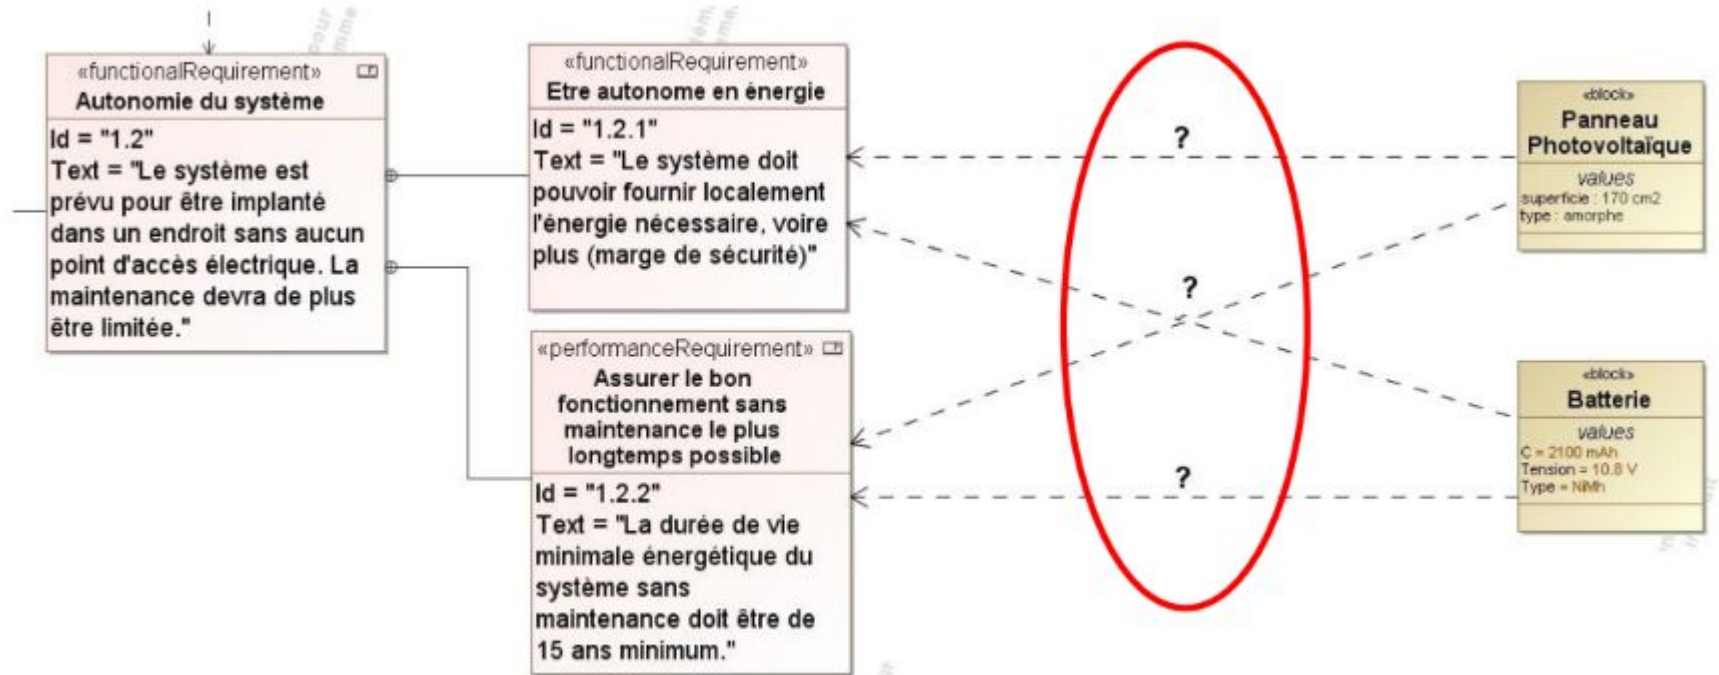 «functionalRequirement»
Autonomie du système
Id = "1.2"
Text = "Le système est
prévu pour être implanté
dans un endroit sans aucun
point d'accès électrique. La
maintenance devra de plus
être limitée."
«functionalRequirement»
Etre autonome en énergie
Id = "1.2.1"
Text = "Le système doit
pouvoir fournir localement
l'énergie nécessaire, voire
plus (marge de sécurité)"
«performanceRequirement»
Assurer le bon
fonctionnement sans
maintenance le plus
longtemps possible
Id = "1.2.2"
Text = "La durée de vie
minimale énergétique du
système sans
maintenance doit être de
15 ans minimum."
?
?
?
«block»
Panneau
Photovoltaïque
values
superficie : 170 cm2
type : amorphe
«block»
Batterie
values
C = 2100 mAh
Tension = 10.8 V
Type = NiMh